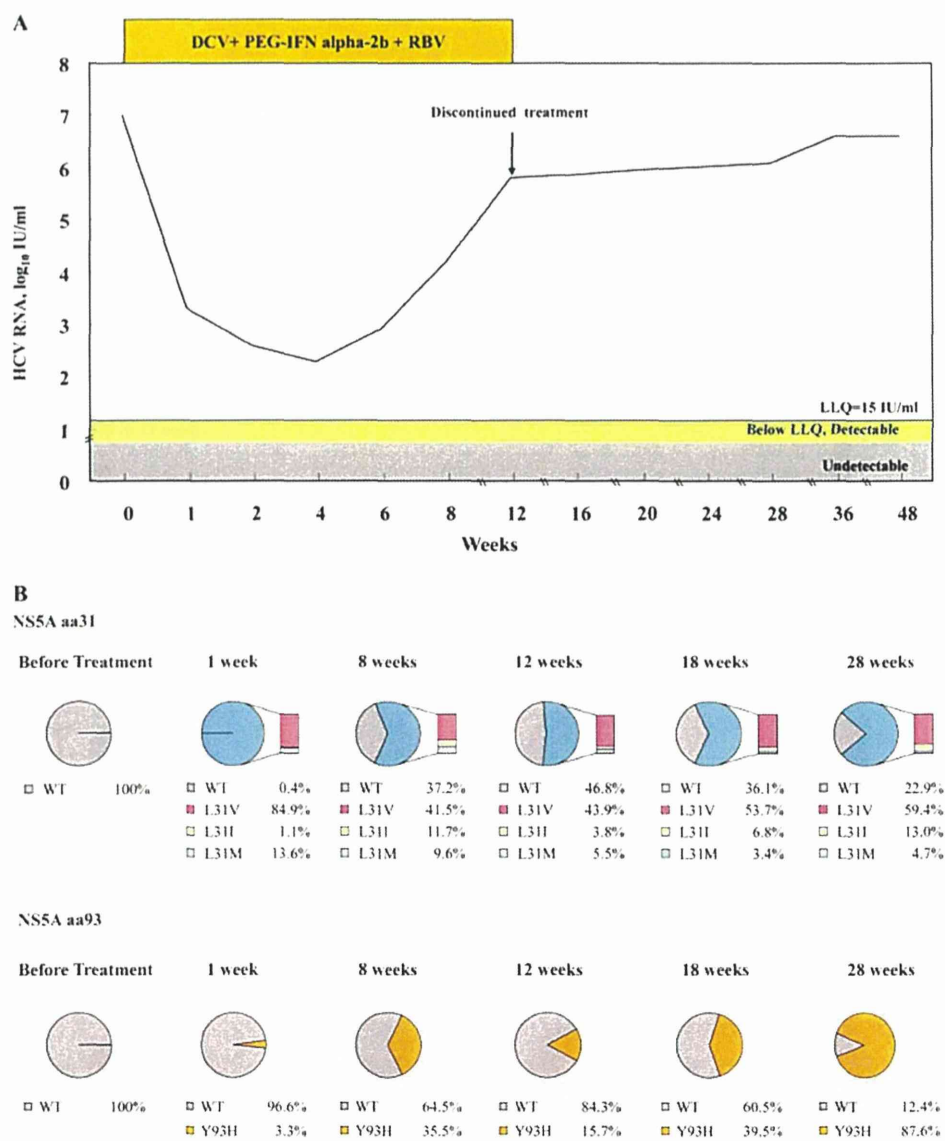 A
DCV+ PEG-IFN alpha-2b + RBV
8
7
6
5
4
3
2
1
0
HCV RNA, log10 IU/ml
Discontinued treatment
LLQ=15 IU/ml
Below LLQ, Detectable
Undetectable
0 1 2 4 6 8 12 16 20 24 28 36 48
Weeks
B
NS5A aa31
Before Treatment 1 week 8 weeks 12 weeks 18 weeks 28 weeks
WT 100% WT 0.4% WT 37.2% WT 46.8% WT 36.1% WT 22.9%
L31V 84.9% L31V 41.5% L31V 43.9% L31V 53.7% L31V 59.4%
L31I 1.1% L31I 11.7% L31I 3.8% L31I 6.8% L31I 13.0%
L31M 13.6% L31M 9.6% L31M 5.5% L31M 3.4% L31M 4.7%
NS5A aa93
Before Treatment 1 week 8 weeks 12 weeks 18 weeks 28 weeks
WT 100% WT 96.6% WT 64.5% WT 84.3% WT 60.5% WT 12.4%
Y93H 3.3% Y93H 35.5% Y93H 15.7% Y93H 39.5% Y93H 87.6%